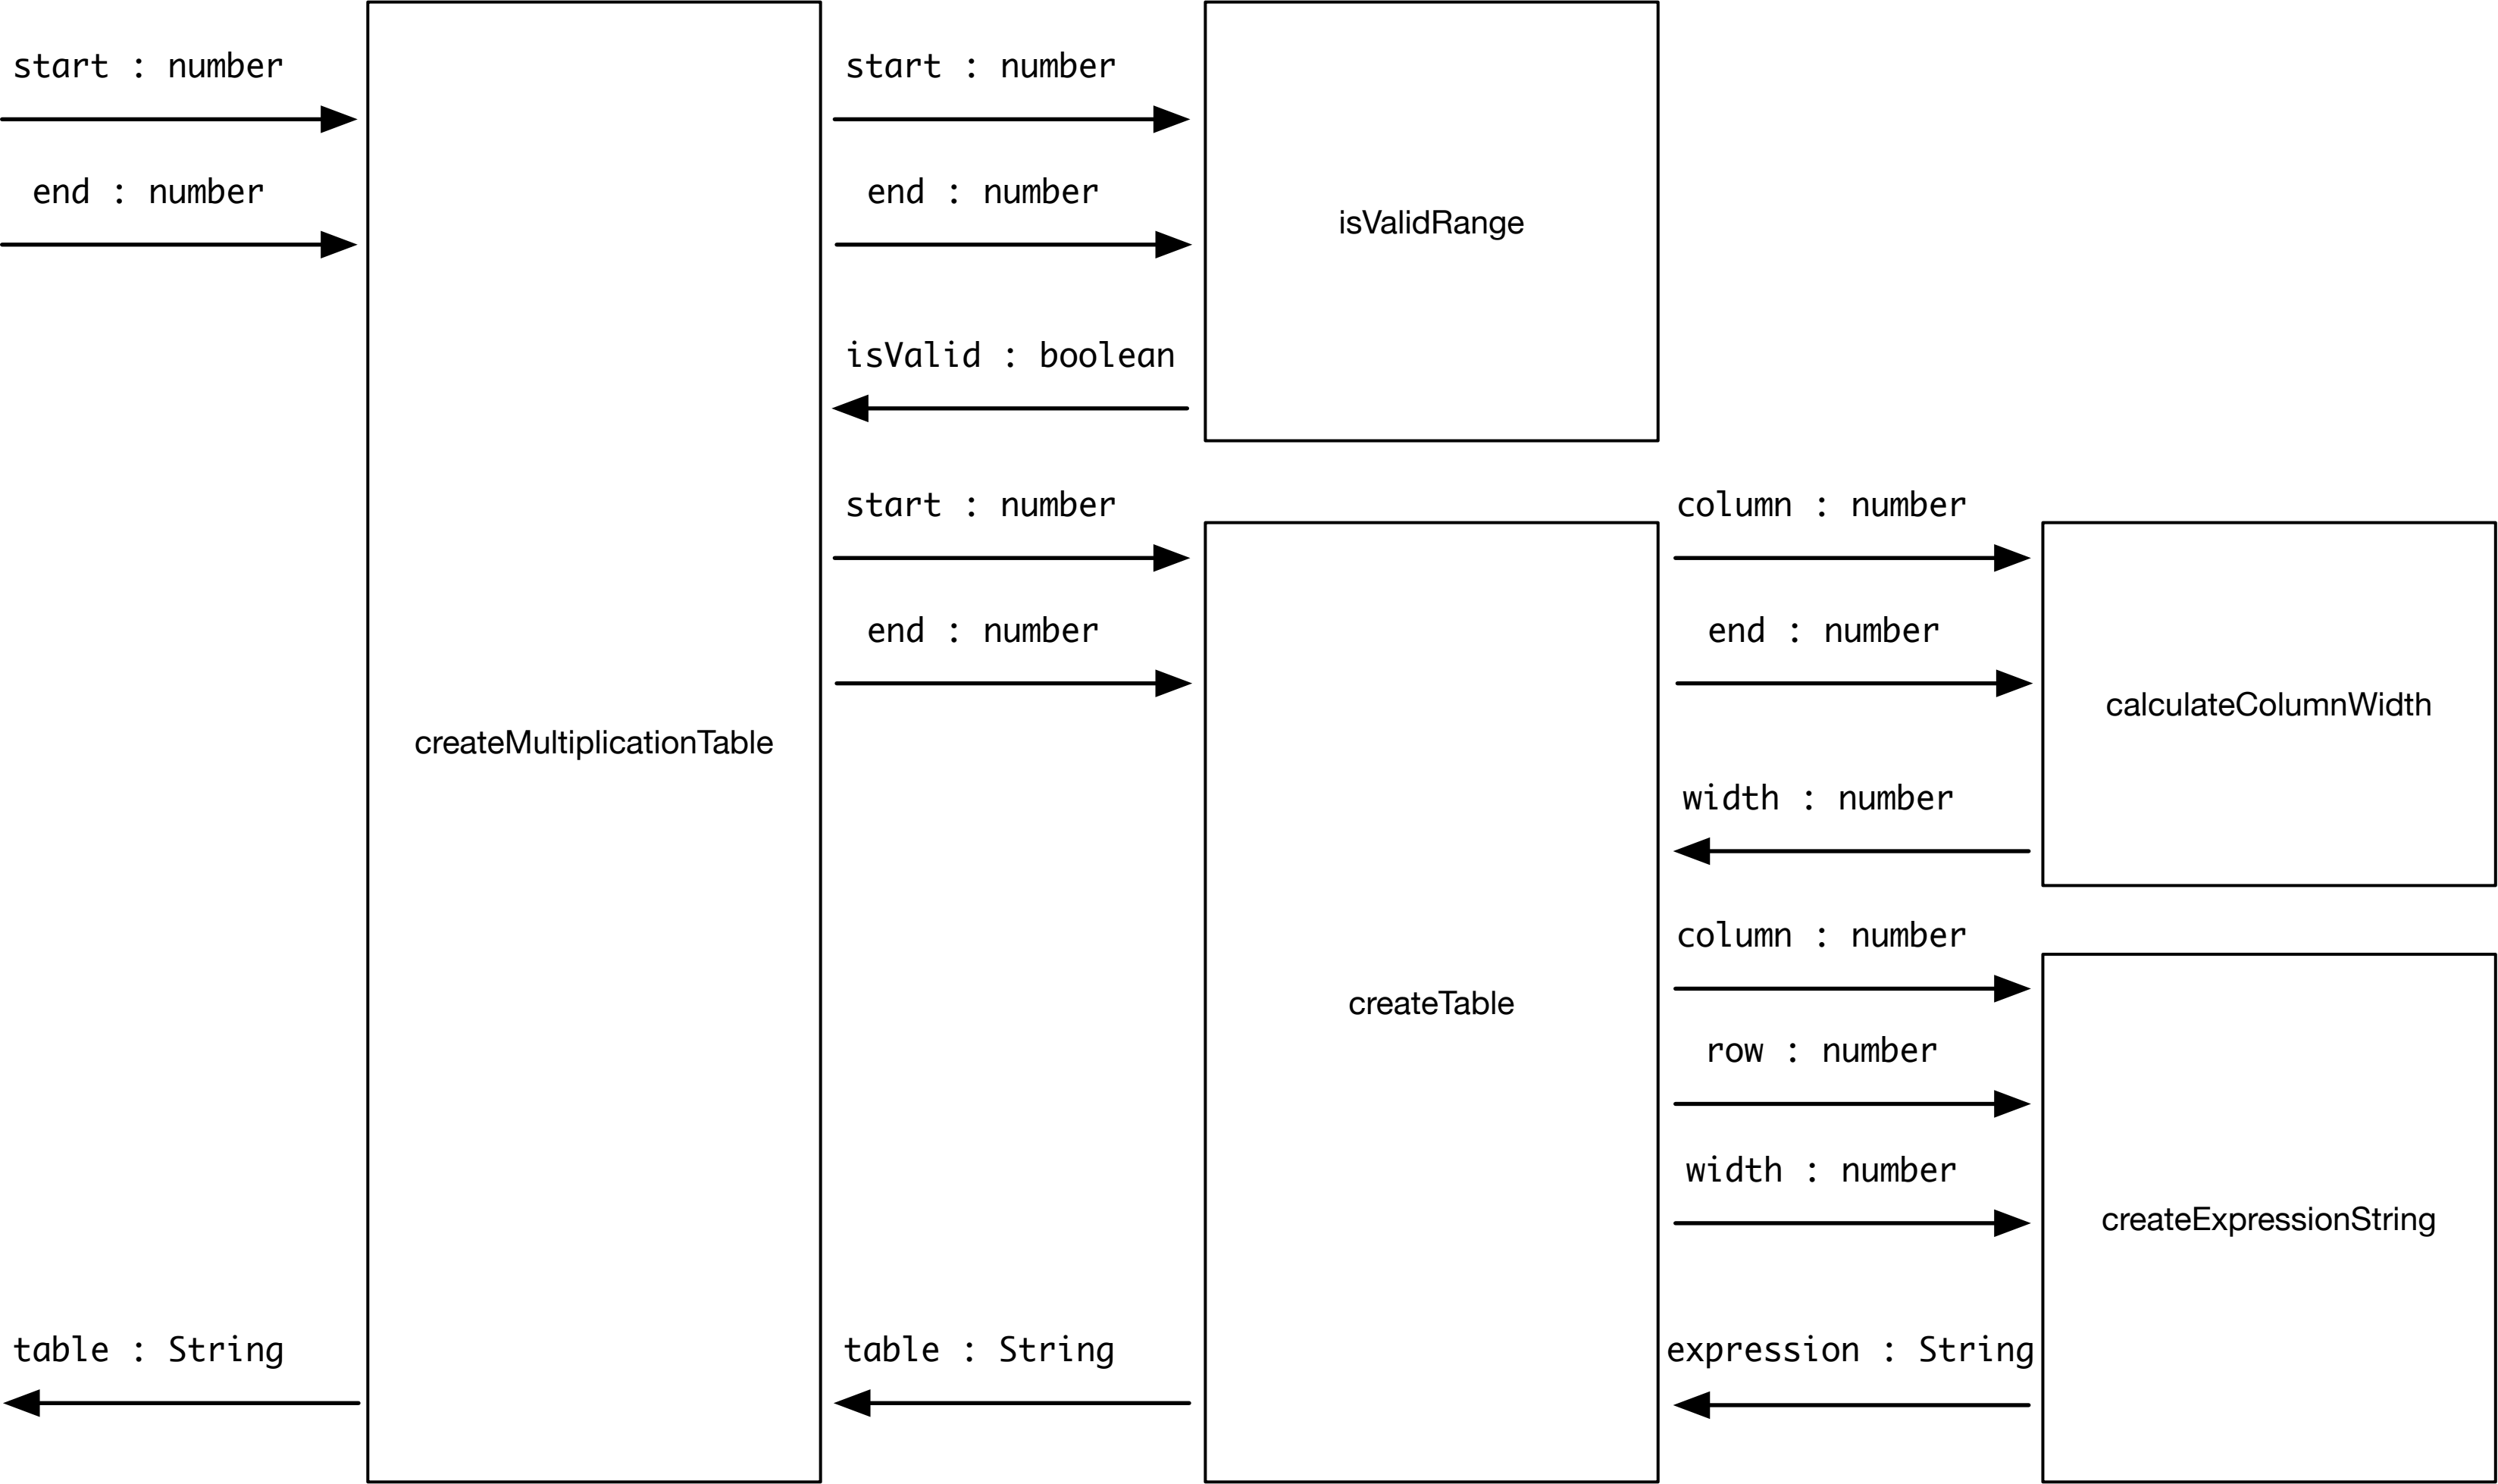 start : number
end : number
createMultiplicationTable
table : String
start : number
end : number
isValid : boolean
isValidRange
start : number
end : number
createTable
table : String
column : number
end : number
width : number
calculateColumnWidth
column : number
row : number
width : number
createExpressionString
expression : String